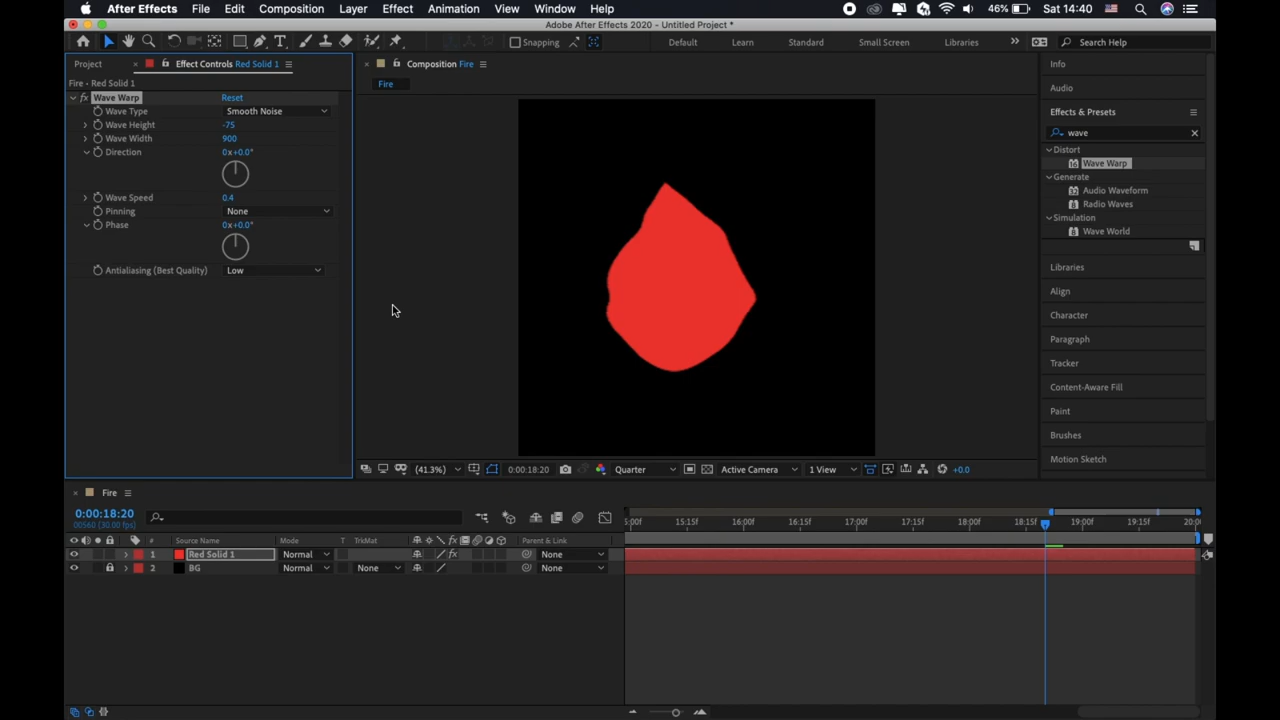 After Effects File Edit Composition Layer Effect Animation View Window Help 46% Sat 14:40
Adobe After Effects 2020 - Untitled Project *
Snapping Default Learn Standard Small Screen Libraries Search Help
Project Effect Controls Red Solid 1
Fire • Red Solid 1
fx Wave Warp Reset
Wave Type Smooth Noise
Wave Height -75
Wave Width 900
Direction 0x+0.0°
Wave Speed 0.4
Pinning None
Phase 0x+0.0°
Antialiasing (Best Quality) Low
Composition Fire
Fire
(41.3%) 0:00:18:20 Quarter Active Camera 1 View +0.0
Info
Audio
Effects & Presets
wave
Distort
Wave Warp
Generate
Audio Waveform
Radio Waves
Simulation
Wave World
Libraries
Align
Character
Paragraph
Tracker
Content-Aware Fill
Paint
Brushes
Motion Sketch
Fire
0:00:18:20
00560 (30.00 fps)
# Source Name Mode T TrkMat Parent & Link
1 Red Solid 1 Normal None
2 BG Normal None None
5:00f 15:15f 16:00f 16:15f 17:00f 17:15f 18:00f 18:15f 19:00f 19:15f 20:0